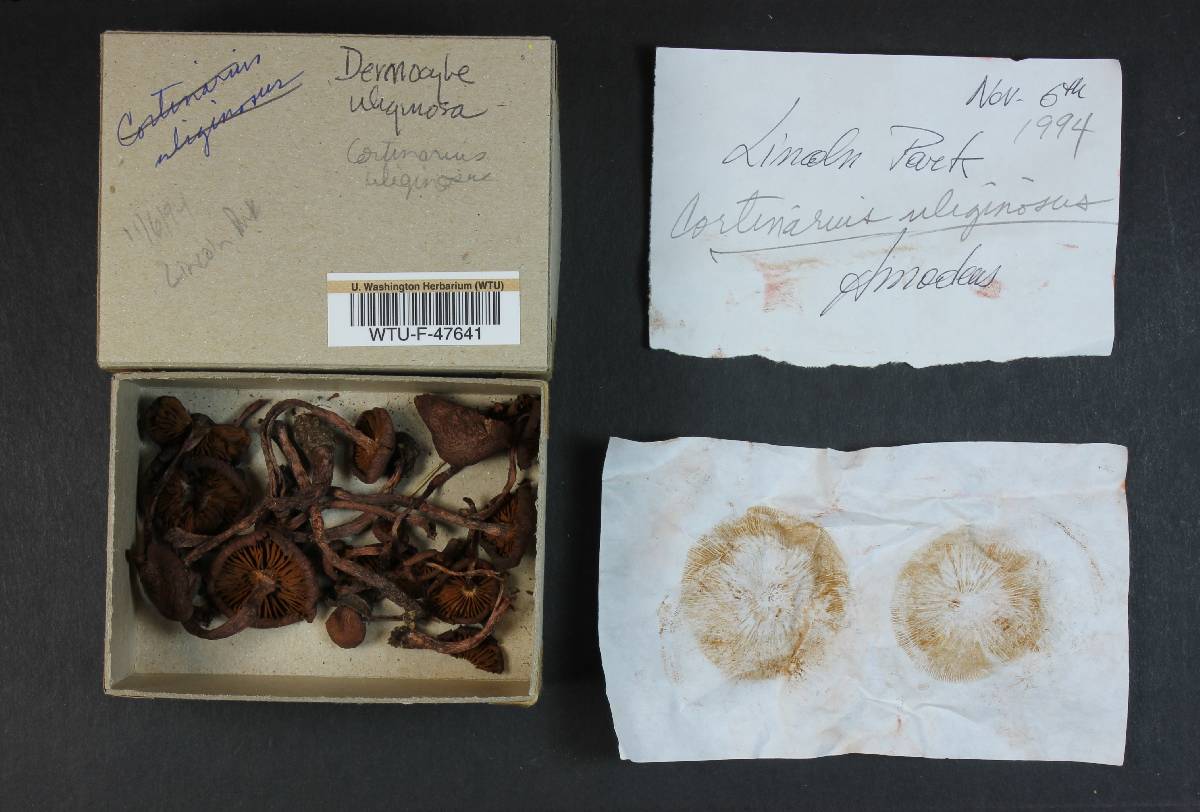 Cortinarius
uliginosus
Dermocybe
uliginosa
Cortinarius
uliginosus
11/6/94
Lincoln Park
U. Washington Herbarium (WTU)
WTU-F-47641
Nov. 6th
1994
Lincoln Park
Cortinarius uliginosus